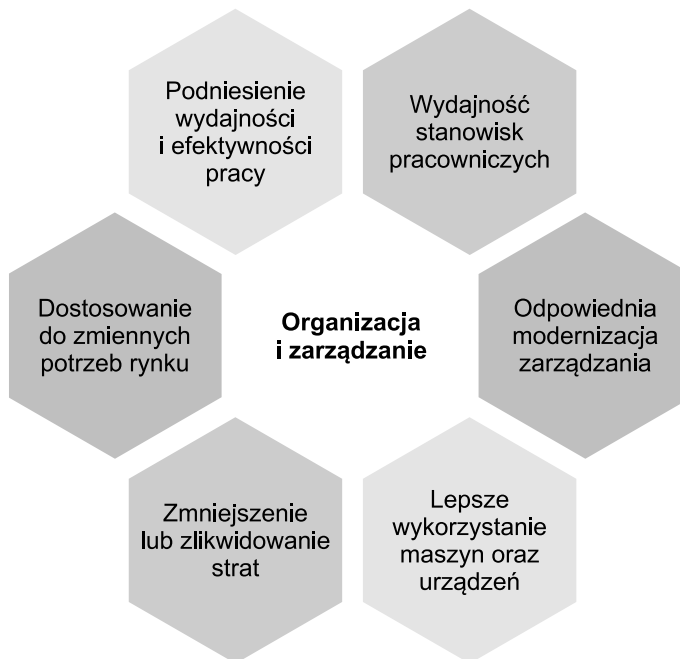 Podniesienie
wydajności
i efektywności
pracy
Wydajność
stanowisk
pracowniczych
Dostosowanie
do zmiennych
potrzeb rynku
Organizacja
i zarządzanie
Odpowiednia
modernizacja
zarządzania
Zmniejszenie
lub zlikwidowanie
strat
Lepsze
wykorzystanie
maszyn oraz
urządzeń